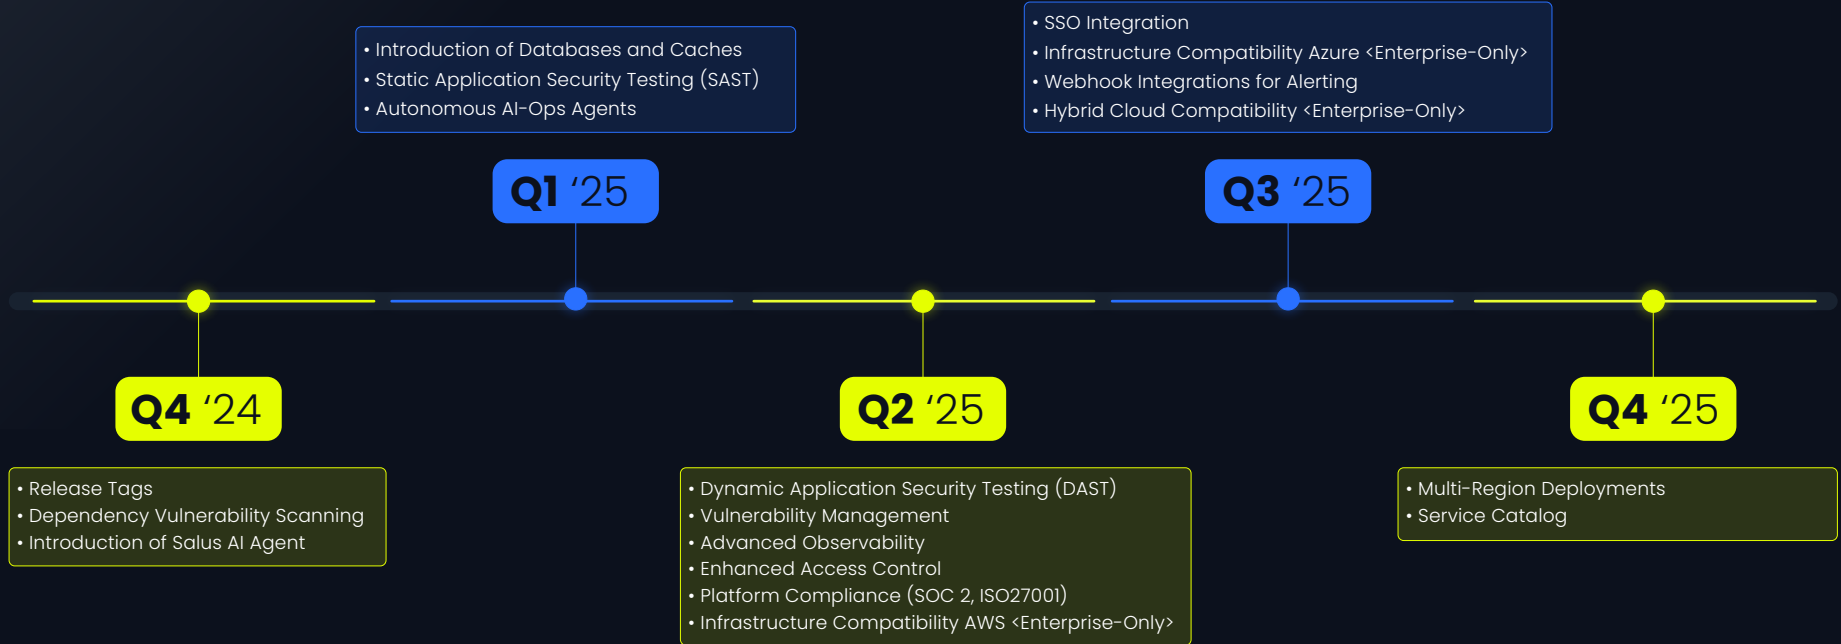 • Introduction of Databases and Caches
• Static Application Security Testing (SAST)
• Autonomous AI-Ops Agents
• SSO Integration
• Infrastructure Compatibility Azure <Enterprise-Only>
• Webhook Integrations for Alerting
• Hybrid Cloud Compatibility <Enterprise-Only>
Q1 ‘25
Q3 ‘25
Q4 ‘24
Q2 ‘25
Q4 ‘25
• Release Tags
• Dependency Vulnerability Scanning
• Introduction of Salus AI Agent
• Dynamic Application Security Testing (DAST)
• Vulnerability Management
• Advanced Observability
• Enhanced Access Control
• Platform Compliance (SOC 2, ISO27001)
• Infrastructure Compatibility AWS <Enterprise-Only>
• Multi-Region Deployments
• Service Catalog